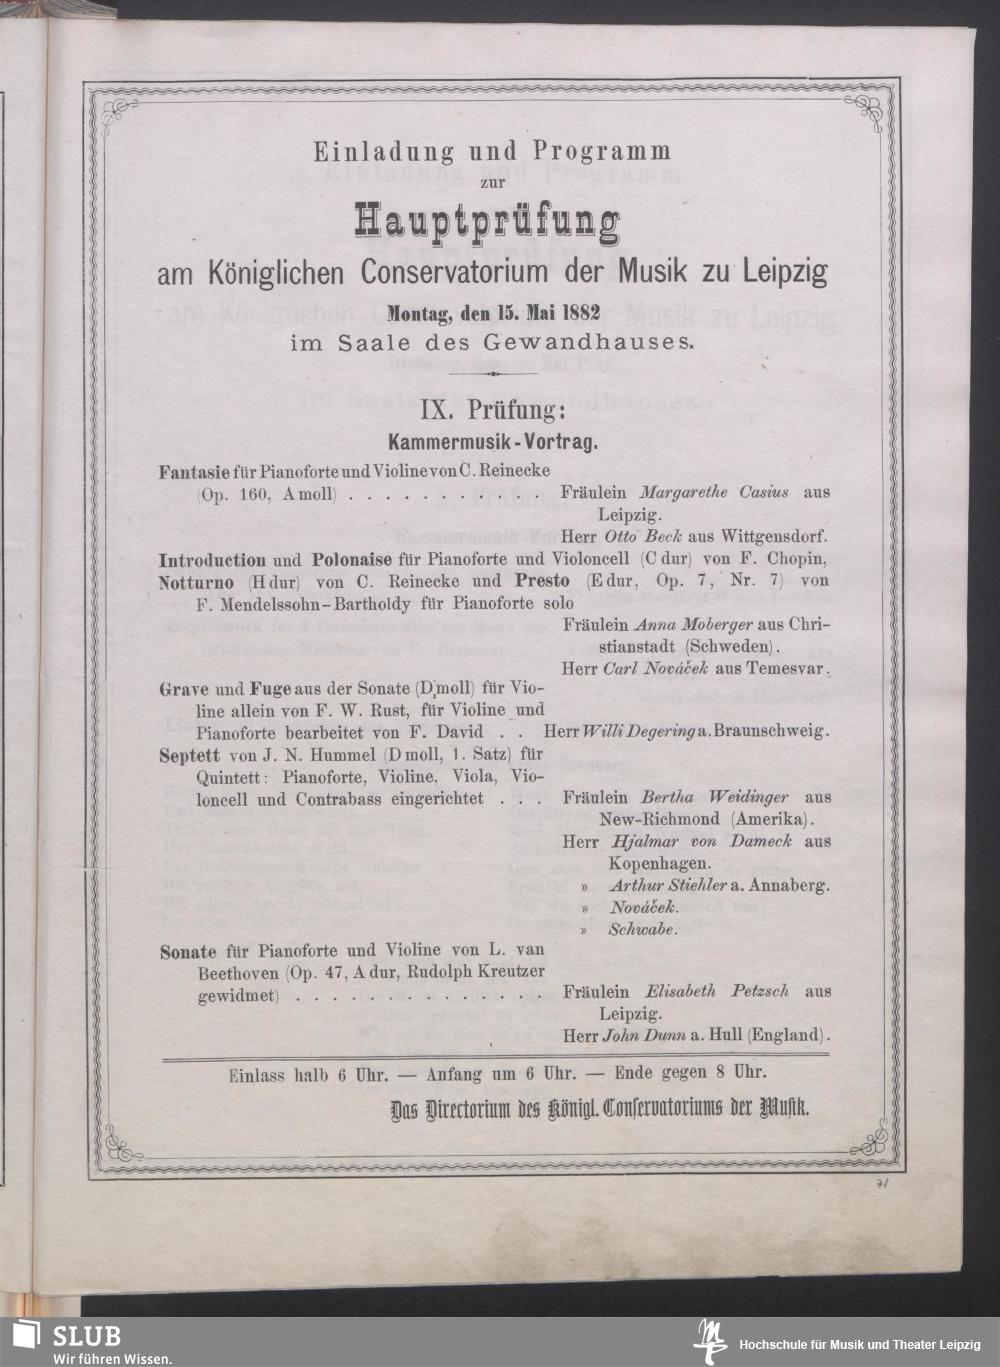 Einladung und Programm
zur
Hauptprüfung
am Königlichen Conservatorium der Musik zu Leipzig
Montag, den 15. Mai 1882
im Saale des Gewandhauses.
IX. Prüfung:
Kammermusik-Vortrag.
Fantasie für Pianoforte und Violine von C. Reinecke
(Op. 160, A moll) . . . . . . . . . . . Fräulein Margarethe Casius aus
Leipzig.
Herr Otto Beck aus Wittgensdorf.
Introduction und Polonaise für Pianoforte und Violoncell (C dur) von F. Chopin,
Notturno (H dur) von C. Reinecke und Presto (E dur, Op. 7, Nr. 7) von
F. Mendelssohn-Bartholdy für Pianoforte solo
Fräulein Anna Moberger aus Chri-
stianstadt (Schweden).
Herr Carl Nováček aus Temesvar.
Grave und Fuge aus der Sonate (D moll) für Vio-
line allein von F. W. Rust, für Violine und
Pianoforte bearbeitet von F. David . . Herr Willi Degering a. Braunschweig.
Septett von J. N. Hummel (D moll, 1. Satz) für
Quintett: Pianoforte, Violine, Viola, Vio-
loncell und Contrabass eingerichtet . . . Fräulein Bertha Weidinger aus
New-Richmond (Amerika).
Herr Hjalmar von Dameck aus
Kopenhagen.
» Arthur Stiehler a. Annaberg.
» Nováček.
» Schwabe.
Sonate für Pianoforte und Violine von L. van
Beethoven (Op. 47, A dur, Rudolph Kreutzer
gewidmet) . . . . . . . . . . . . . . Fräulein Elisabeth Petzsch aus
Leipzig.
Herr John Dunn a. Hull (England).
Einlass halb 6 Uhr. — Anfang um 6 Uhr. — Ende gegen 8 Uhr.
Das Directorium des Königl. Conservatoriums der Musik.
71
SLUB
Wir führen Wissen.
Hochschule für Musik und Theater Leipzig